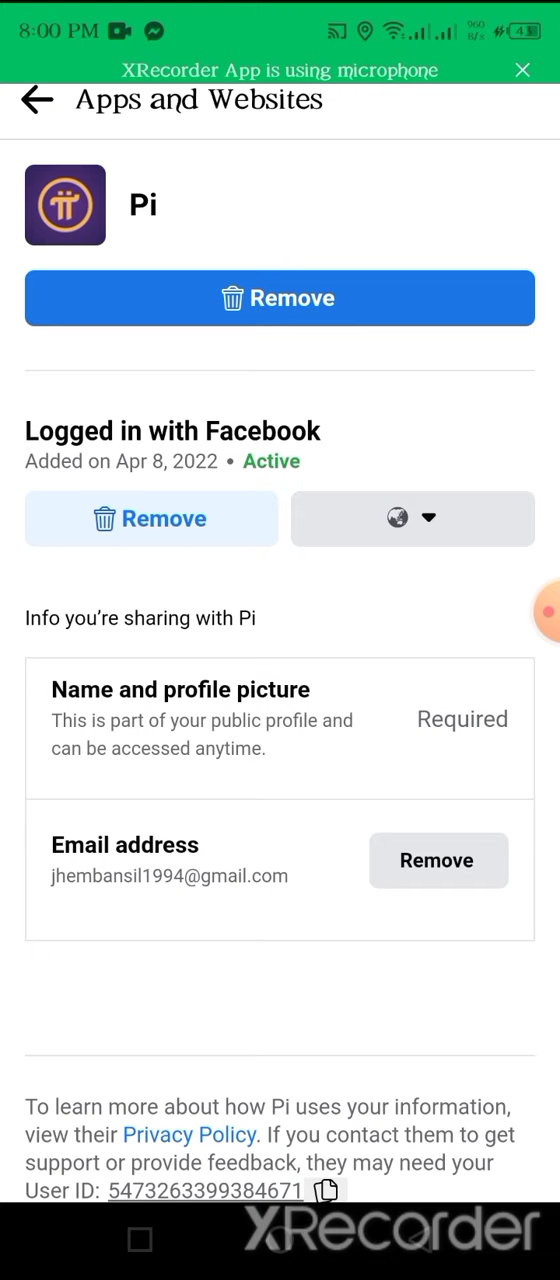 8:00 PM
960 B/s
43
XRecorder App is using microphone
Apps and Websites
Pi
Remove
Logged in with Facebook
Added on Apr 8, 2022 • Active
Remove
Info you’re sharing with Pi
Name and profile picture
This is part of your public profile and
can be accessed anytime.
Required
Email address
jhembansil1994@gmail.com
Remove
To learn more about how Pi uses your information,
view their Privacy Policy. If you contact them to get
support or provide feedback, they may need your
User ID: 5473263399384671
XRecorder